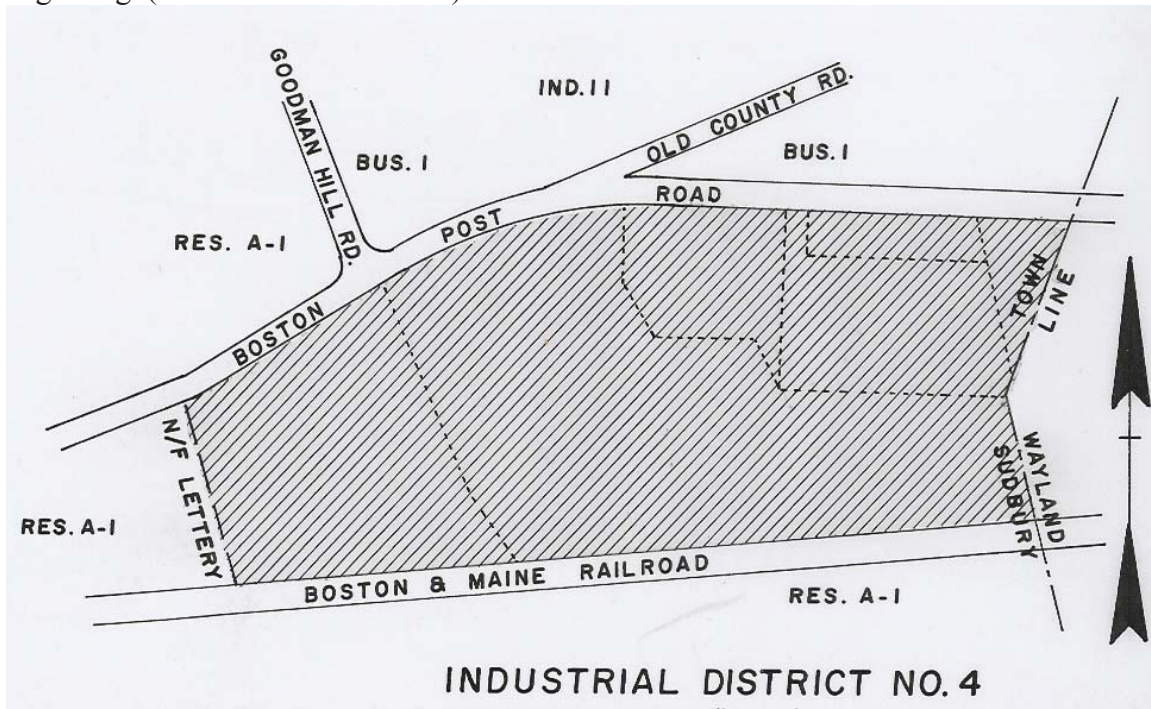 GOODMAN HILL RD.
IND. II
OLD COUNTY RD.
BUS. I
BUS. I
RES. A-I
BOSTON POST ROAD
TOWN LINE
N/F LETTERY
WAYLAND
SUDBURY
RES. A-I
BOSTON & MAINE RAILROAD
RES. A-I
INDUSTRIAL DISTRICT NO. 4